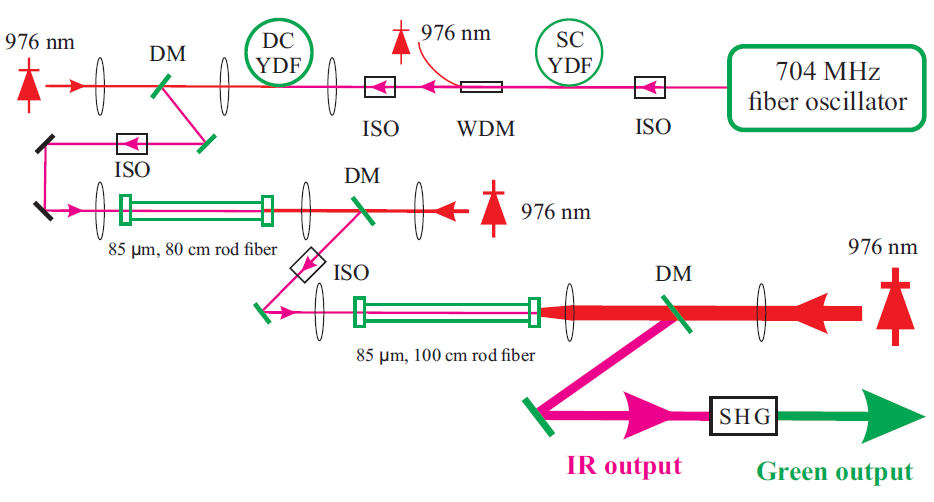 976 nm
DM
DC
YDF
976 nm
SC
YDF
704 MHz
fiber oscillator
ISO
WDM
ISO
ISO
DM
976 nm
85 μm, 80 cm rod fiber
ISO
DM
976 nm
85 μm, 100 cm rod fiber
SHG
IR output
Green output